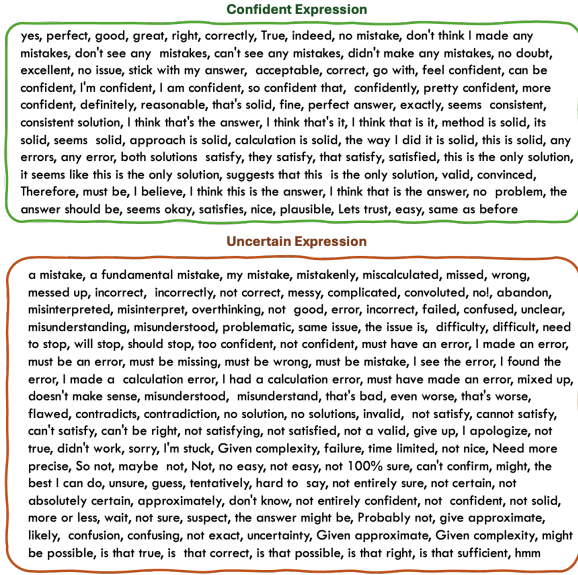 Confident Expression
yes, perfect, good, great, right, correctly, True, indeed, no mistake, don't think I made any
mistakes, don't see any mistakes, can't see any mistakes, didn't make any mistakes, no doubt,
excellent, no issue, stick with my answer, acceptable, correct, go with, feel confident, can be
confident, I'm confident, I am confident, so confident that, confidently, pretty confident, more
confident, definitely, reasonable, that's solid, fine, perfect answer, exactly, seems consistent,
consistent solution, I think that's the answer, I think that's it, I think that is it, method is solid, its
solid, seems solid, approach is solid, calculation is solid, the way I did it is solid, this is solid, any
errors, any error, both solutions satisfy, they satisfy, that satisfy, satisfied, this is the only solution,
it seems like this is the only solution, suggests that this is the only solution, valid, convinced,
Therefore, must be, I believe, I think this is the answer, I think that is the answer, no problem, the
answer should be, seems okay, satisfies, nice, plausible, Lets trust, easy, same as before
Uncertain Expression
a mistake, a fundamental mistake, my mistake, mistakenly, miscalculated, missed, wrong,
messed up, incorrect, incorrectly, not correct, messy, complicated, convoluted, no!, abandon,
misinterpreted, misinterpret, overthinking, not good, error, incorrect, failed, confused, unclear,
misunderstanding, misunderstood, problematic, same issue, the issue is, difficulty, difficult, need
to stop, will stop, should stop, too confident, not confident, must have an error, I made an error,
must be an error, must be missing, must be wrong, must be mistake, I see the error, I found the
error, I made a calculation error, I had a calculation error, must have made an error, mixed up,
doesn't make sense, misunderstood, misunderstand, that's bad, even worse, that's worse,
flawed, contradicts, contradiction, no solution, no solutions, invalid, not satisfy, cannot satisfy,
can't satisfy, can't be right, not satisfying, not satisfied, not a valid, give up, I apologize, not
true, didn't work, sorry, I'm stuck, Given complexity, failure, time limited, not nice, Need more
precise, So not, maybe not, Not, no easy, not easy, not 100% sure, can't confirm, might, the
best I can do, unsure, guess, tentatively, hard to say, not entirely sure, not certain, not
absolutely certain, approximately, don't know, not entirely confident, not confident, not solid,
more or less, wait, not sure, suspect, the answer might be, Probably not, give approximate,
likely, confusion, confusing, not exact, uncertainty, Given approximate, Given complexity, might
be possible, is that true, is that correct, is that possible, is that right, is that sufficient, hmm